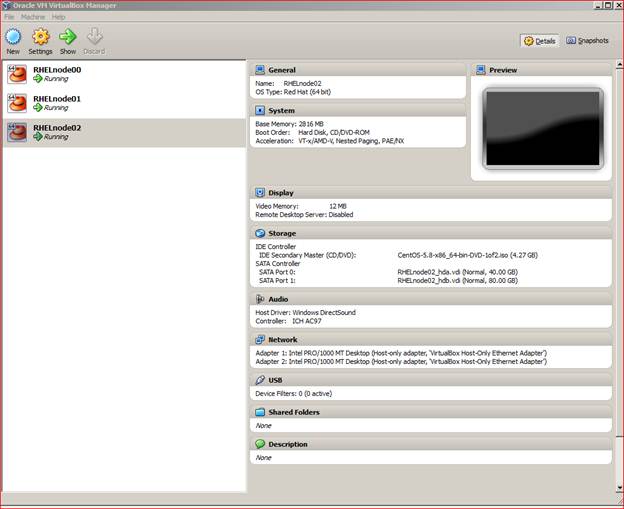 Oracle VM VirtualBox Manager
File Machine Help
New Settings Show Discard
Details Snapshots
64 RHELnode00
Running
64 RHELnode01
Running
64 RHELnode02
Running
General
Name: RHELnode02
OS Type: Red Hat (64 bit)
System
Base Memory: 2816 MB
Boot Order: Hard Disk, CD/DVD-ROM
Acceleration: VT-x/AMD-V, Nested Paging, PAE/NX
Preview
Display
Video Memory: 12 MB
Remote Desktop Server: Disabled
Storage
IDE Controller
IDE Secondary Master (CD/DVD): CentOS-5.8-x86_64-bin-DVD-1of2.iso (4.27 GB)
SATA Controller
SATA Port 0: RHELnode02_hda.vdi (Normal, 40.00 GB)
SATA Port 1: RHELnode02_hdb.vdi (Normal, 80.00 GB)
Audio
Host Driver: Windows DirectSound
Controller: ICH AC97
Network
Adapter 1: Intel PRO/1000 MT Desktop (Host-only adapter, 'VirtualBox Host-Only Ethernet Adapter')
Adapter 2: Intel PRO/1000 MT Desktop (Host-only adapter, 'VirtualBox Host-Only Ethernet Adapter')
USB
Device Filters: 0 (0 active)
Shared Folders
None
Description
None